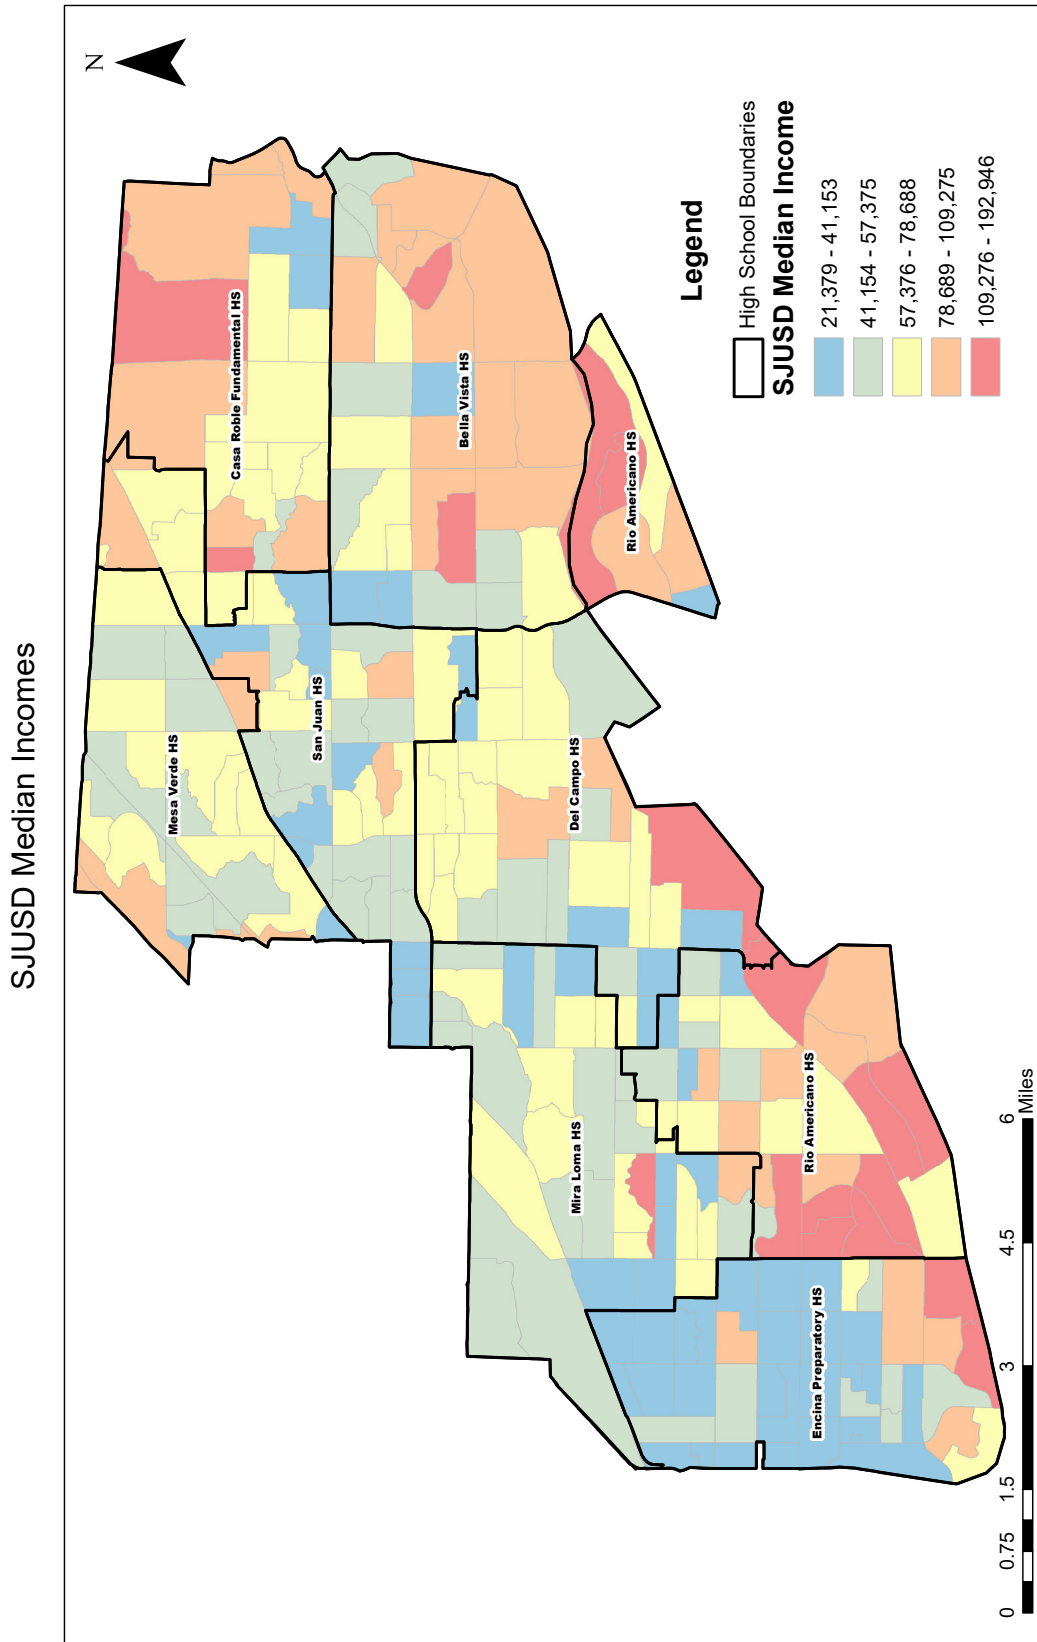 SJUSD Median Incomes
N
Casa Roble Fundamental HS
Mesa Verde HS
San Juan HS
Bella Vista HS
Rio Americano HS
Del Campo HS
Mira Loma HS
Rio Americano HS
Encina Preparatory HS
Legend
High School Boundaries
SJUSD Median Income
21,379 - 41,153
41,154 - 57,375
57,376 - 78,688
78,689 - 109,275
109,276 - 192,946
0 0.75 1.5 3 4.5 6
Miles